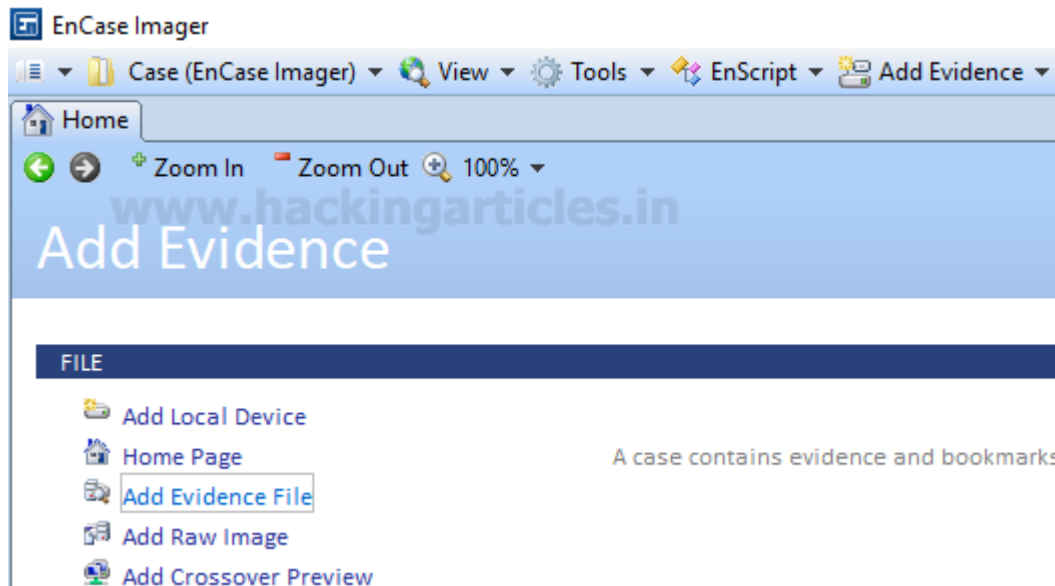 EnCase Imager
Case (EnCase Imager) View Tools EnScript Add Evidence
Home
Zoom In Zoom Out 100%
www.hackingarticles.in
Add Evidence
FILE
Add Local Device
Home Page A case contains evidence and bookmarks
Add Evidence File
Add Raw Image
Add Crossover Preview